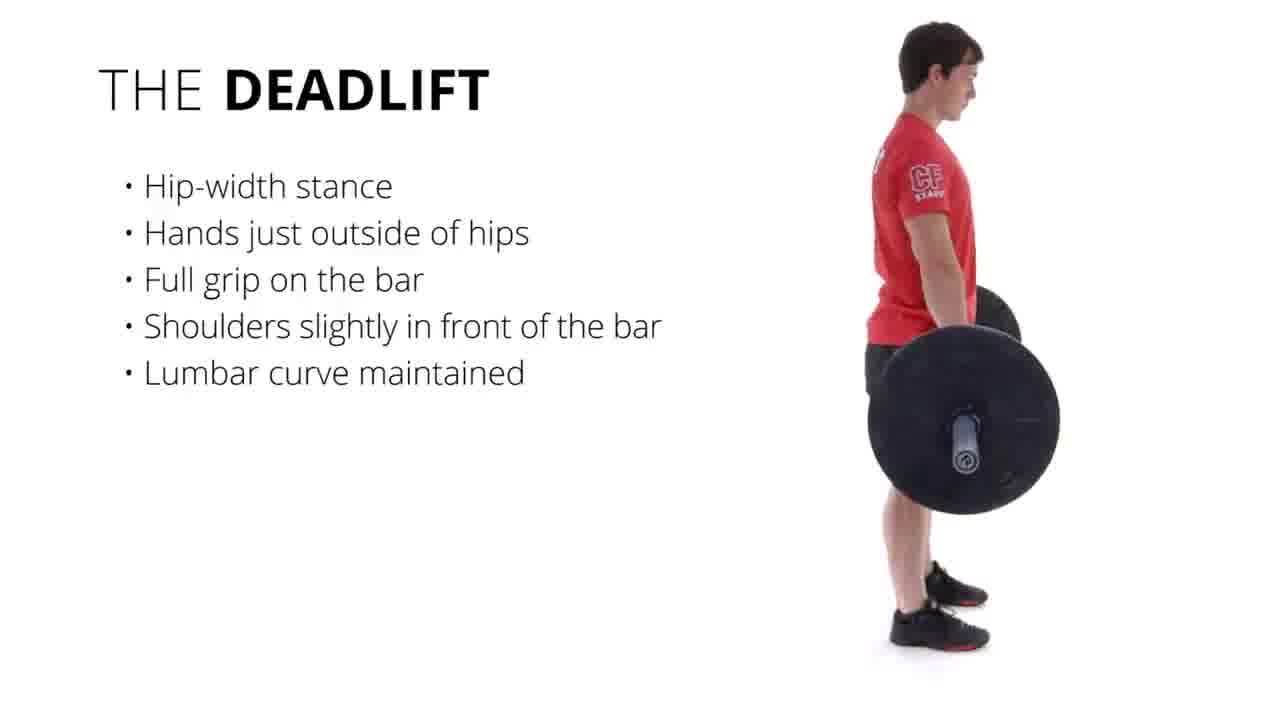 THE DEADLIFT
• Hip-width stance
• Hands just outside of hips
• Full grip on the bar
• Shoulders slightly in front of the bar
• Lumbar curve maintained
CF